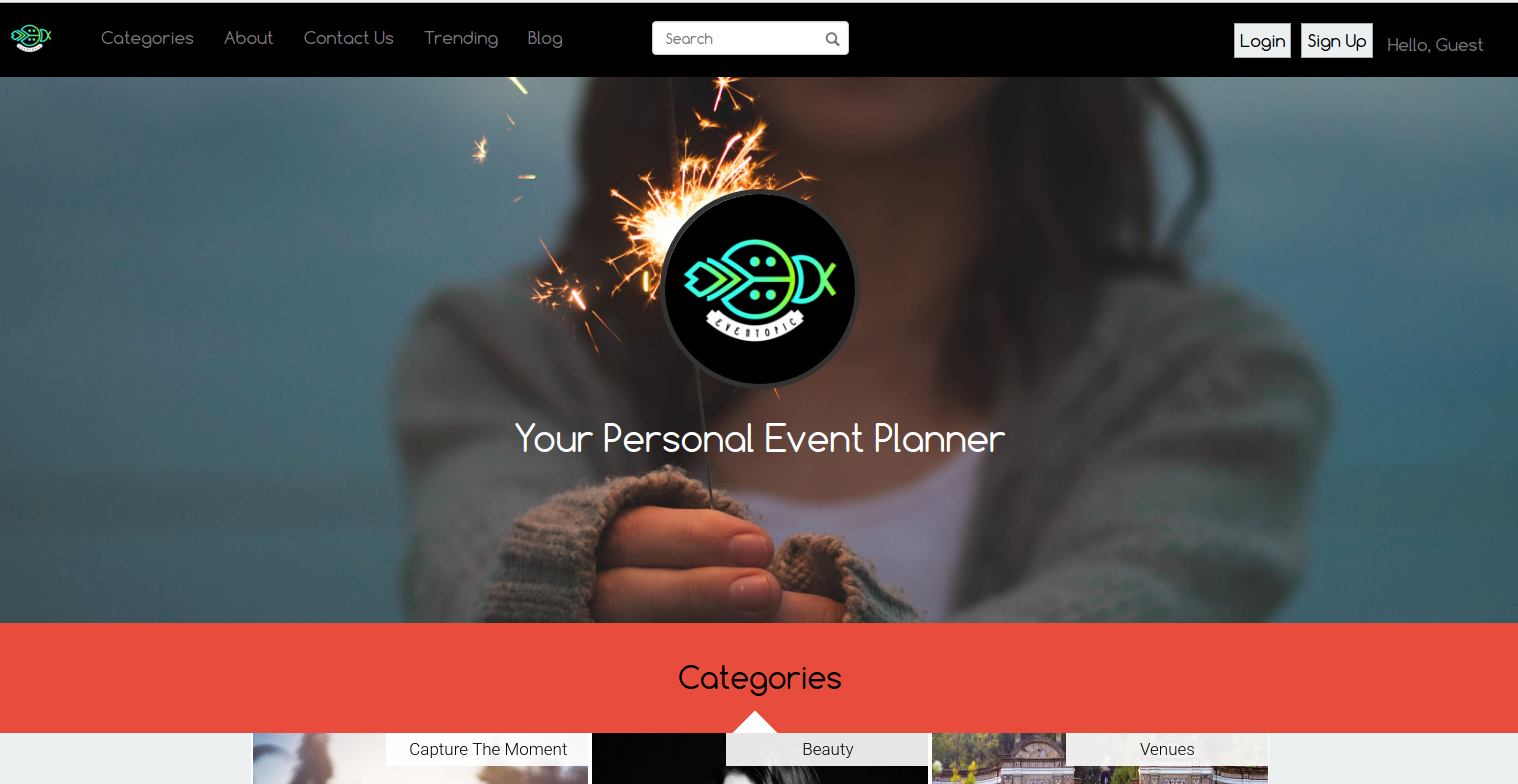 Categories About Contact Us Trending Blog Search Login Sign Up Hello, Guest
EVENTOPIC
Your Personal Event Planner
Categories
Capture The Moment Beauty Venues